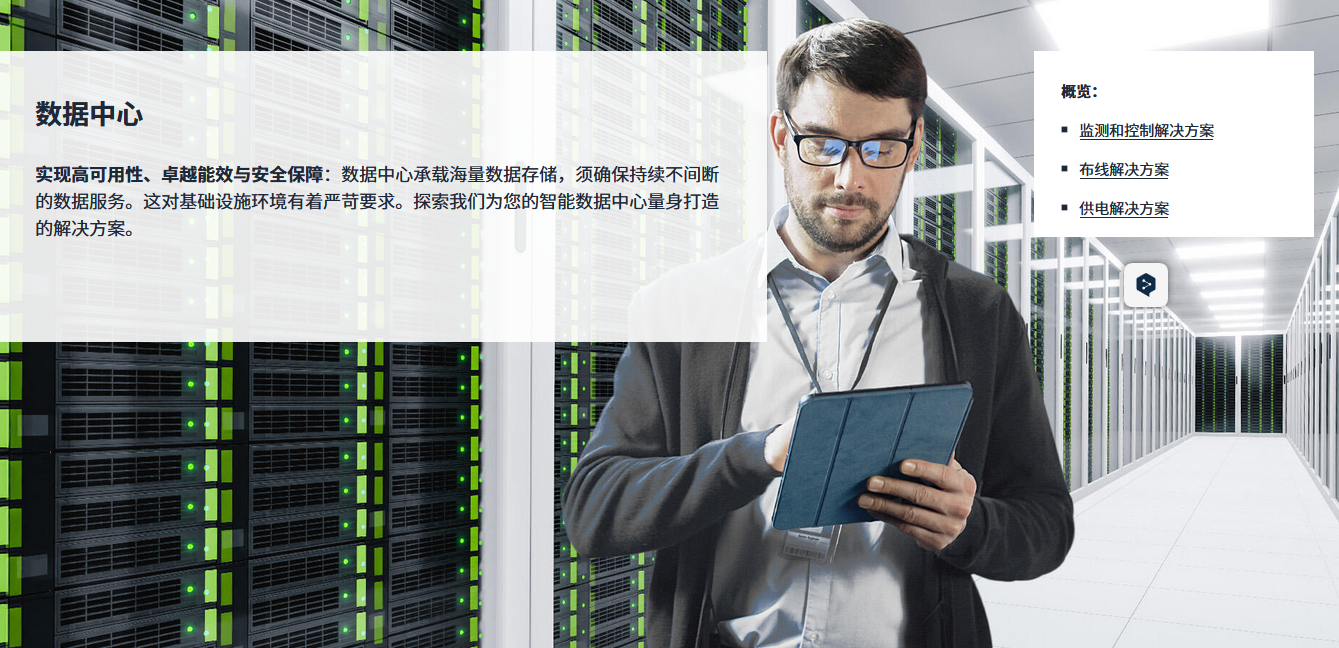 数据中心
实现高可用性、卓越能效与安全保障：数据中心承载海量数据存储，须确保持续不间断
的数据服务。这对基础设施环境有着严苛要求。探索我们为您的智能数据中心量身打造
的解决方案。
概览：
监测和控制解决方案
布线解决方案
供电解决方案